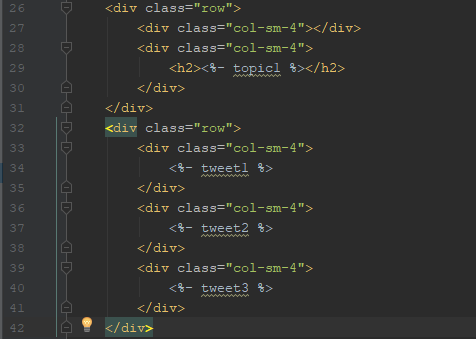 26 <div class="row">
27 <div class="col-sm-4"></div>
28 <div class="col-sm-4">
29 <h2><%- topic1 %></h2>
30 </div>
31 </div>
32 <div class="row">
33 <div class="col-sm-4">
34 <%- tweet1 %>
35 </div>
36 <div class="col-sm-4">
37 <%- tweet2 %>
38 </div>
39 <div class="col-sm-4">
40 <%- tweet3 %>
41 </div>
42 </div>